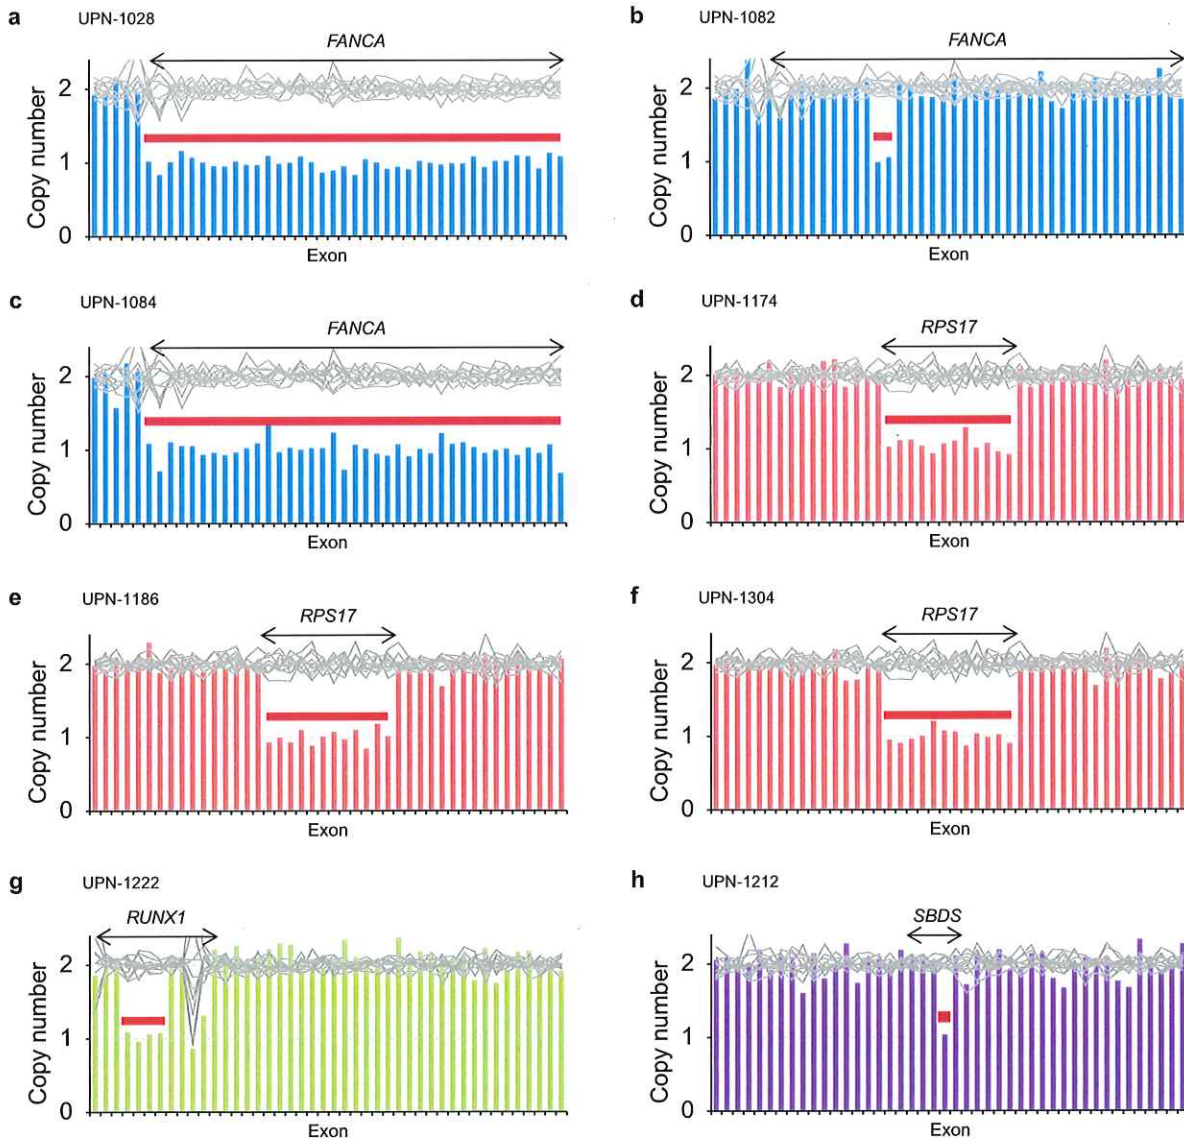 a UPN-1028
FANCA
Copy number
2
1
0
Exon
b UPN-1082
FANCA
Copy number
2
1
0
Exon
c UPN-1084
FANCA
Copy number
2
1
0
Exon
d UPN-1174
RPS17
Copy number
2
1
0
Exon
e UPN-1186
RPS17
Copy number
2
1
0
Exon
f UPN-1304
RPS17
Copy number
2
1
0
Exon
g UPN-1222
RUNX1
Copy number
2
1
0
Exon
h UPN-1212
SBDS
Copy number
2
1
0
Exon